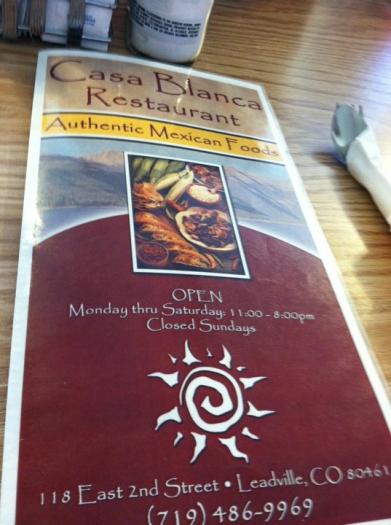 Casa Blanca
Restaurant
Authentic Mexican Foods
OPEN
Monday thru Saturday: 11:00 - 8:00pm
Closed Sundays
118 East 2nd Street • Leadville, CO 80461
(719) 486-9969